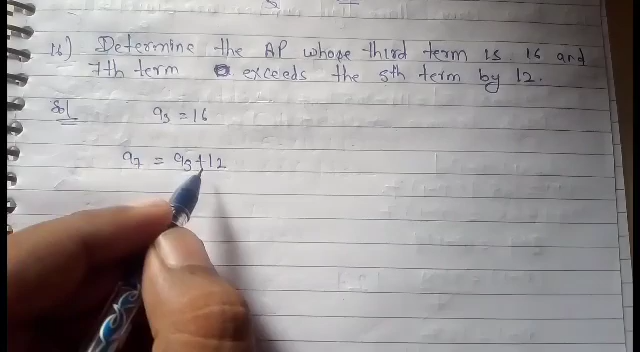 16) Determine the AP whose third term is 16 and
7th term exceeds the 5th term by 12.
Sol
a₃ = 16
a₇ = a₅+12